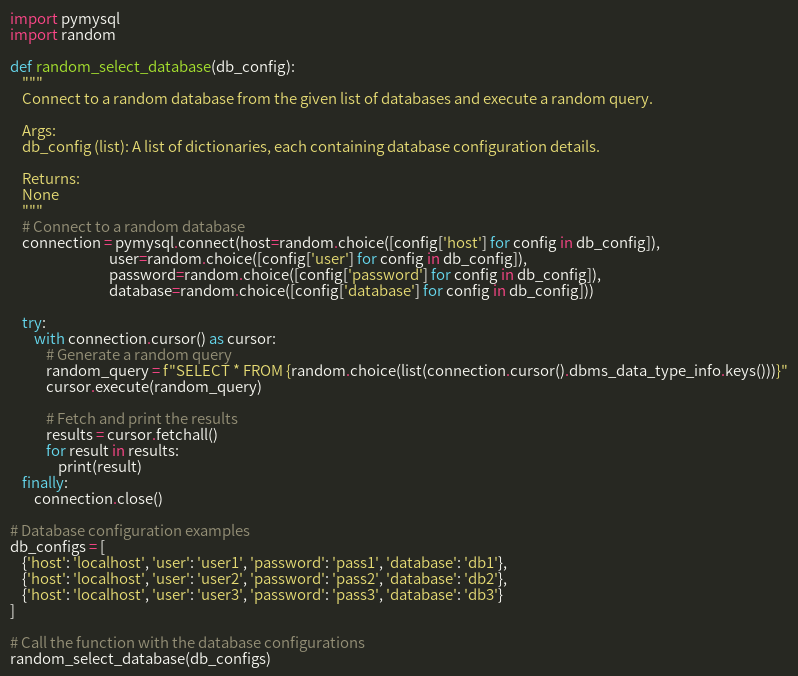 import pymysql
import random

def random_select_database(db_config):
    """
    Connect to a random database from the given list of databases and execute a random query.

    Args:
    db_config (list): A list of dictionaries, each containing database configuration details.

    Returns:
    None
    """
    # Connect to a random database
    connection = pymysql.connect(host=random.choice([config['host'] for config in db_config]),
                                 user=random.choice([config['user'] for config in db_config]),
                                 password=random.choice([config['password'] for config in db_config]),
                                 database=random.choice([config['database'] for config in db_config]))

    try:
        with connection.cursor() as cursor:
            # Generate a random query
            random_query = f"SELECT * FROM {random.choice(list(connection.cursor().dbms_data_type_info.keys()))}"
            cursor.execute(random_query)

            # Fetch and print the results
            results = cursor.fetchall()
            for result in results:
                print(result)
    finally:
        connection.close()

# Database configuration examples
db_configs = [
    {'host': 'localhost', 'user': 'user1', 'password': 'pass1', 'database': 'db1'},
    {'host': 'localhost', 'user': 'user2', 'password': 'pass2', 'database': 'db2'},
    {'host': 'localhost', 'user': 'user3', 'password': 'pass3', 'database': 'db3'}
]

# Call the function with the database configurations
random_select_database(db_configs)